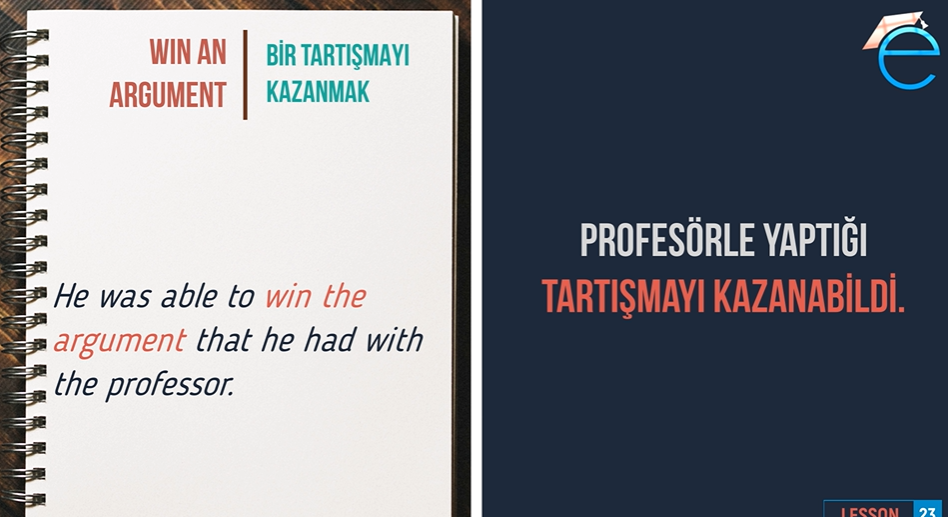 WIN AN
ARGUMENT
BİR TARTIŞMAYI
KAZANMAK
He was able to win the
argument that he had with
the professor.
e
PROFESÖRLE YAPTIĞI
TARTIŞMAYI KAZANABİLDİ.
LESSON 23